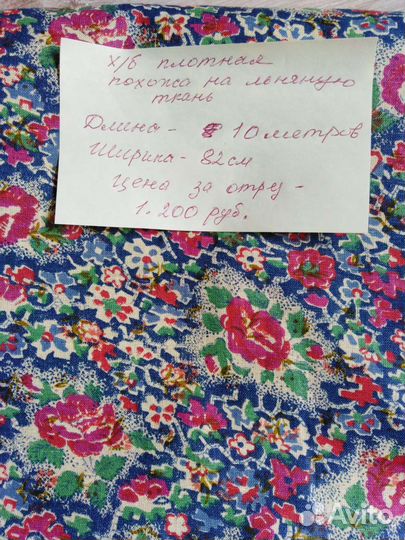 х/б плотная
похожа на льняную
ткань
Длина - 10 метров
Ширина - 82см
Цена за отрез -
1.200 руб.
Avito